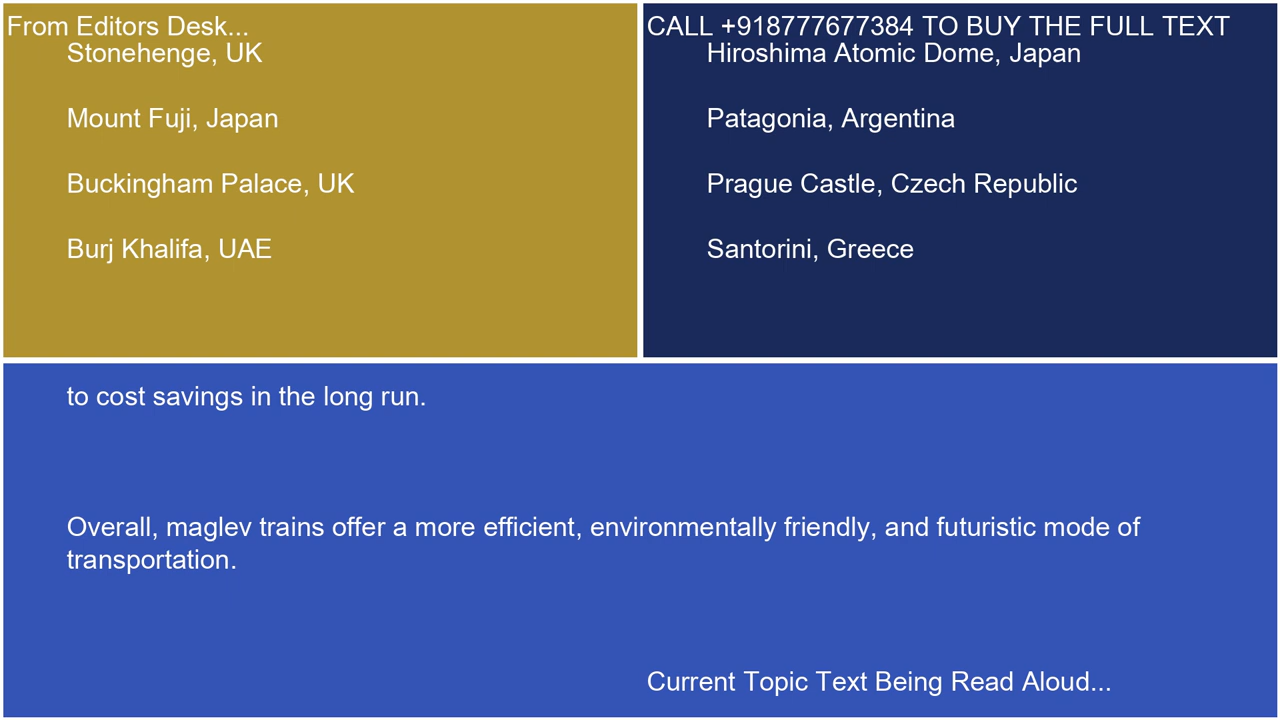 From Editors Desk...
Stonehenge, UK
Mount Fuji, Japan
Buckingham Palace, UK
Burj Khalifa, UAE
CALL +918777677384 TO BUY THE FULL TEXT
Hiroshima Atomic Dome, Japan
Patagonia, Argentina
Prague Castle, Czech Republic
Santorini, Greece
to cost savings in the long run.
Overall, maglev trains offer a more efficient, environmentally friendly, and futuristic mode of
transportation.
Current Topic Text Being Read Aloud...